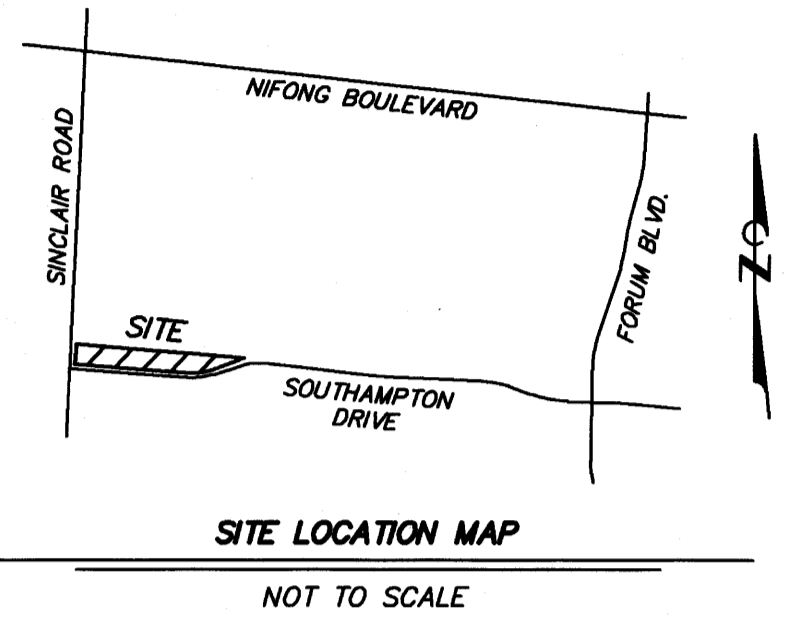 NIFONG BOULEVARD
SINCLAIR ROAD
FORUM BLVD.
N
SITE
SOUTHAMPTON
DRIVE
SITE LOCATION MAP
NOT TO SCALE